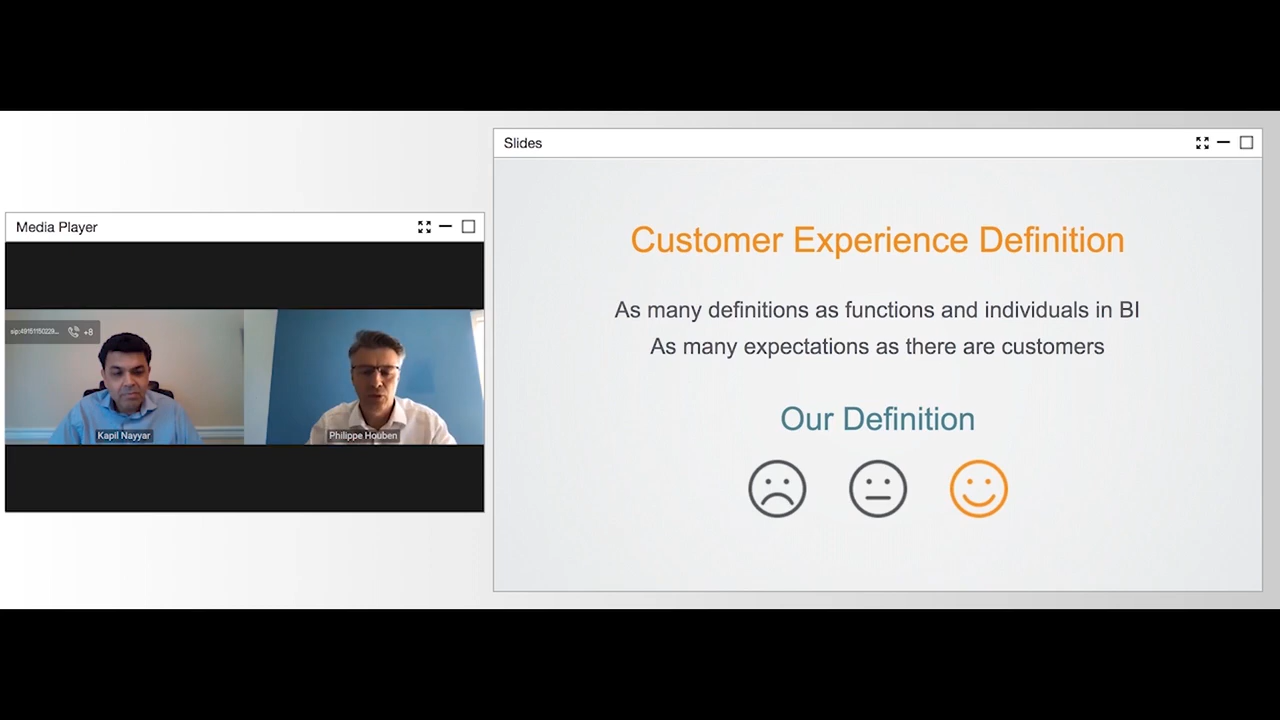 Slides
Customer Experience Definition
As many definitions as functions and individuals in BI
As many expectations as there are customers
Our Definition
Media Player
+8
Kapil Nayyar
Philippe Houben